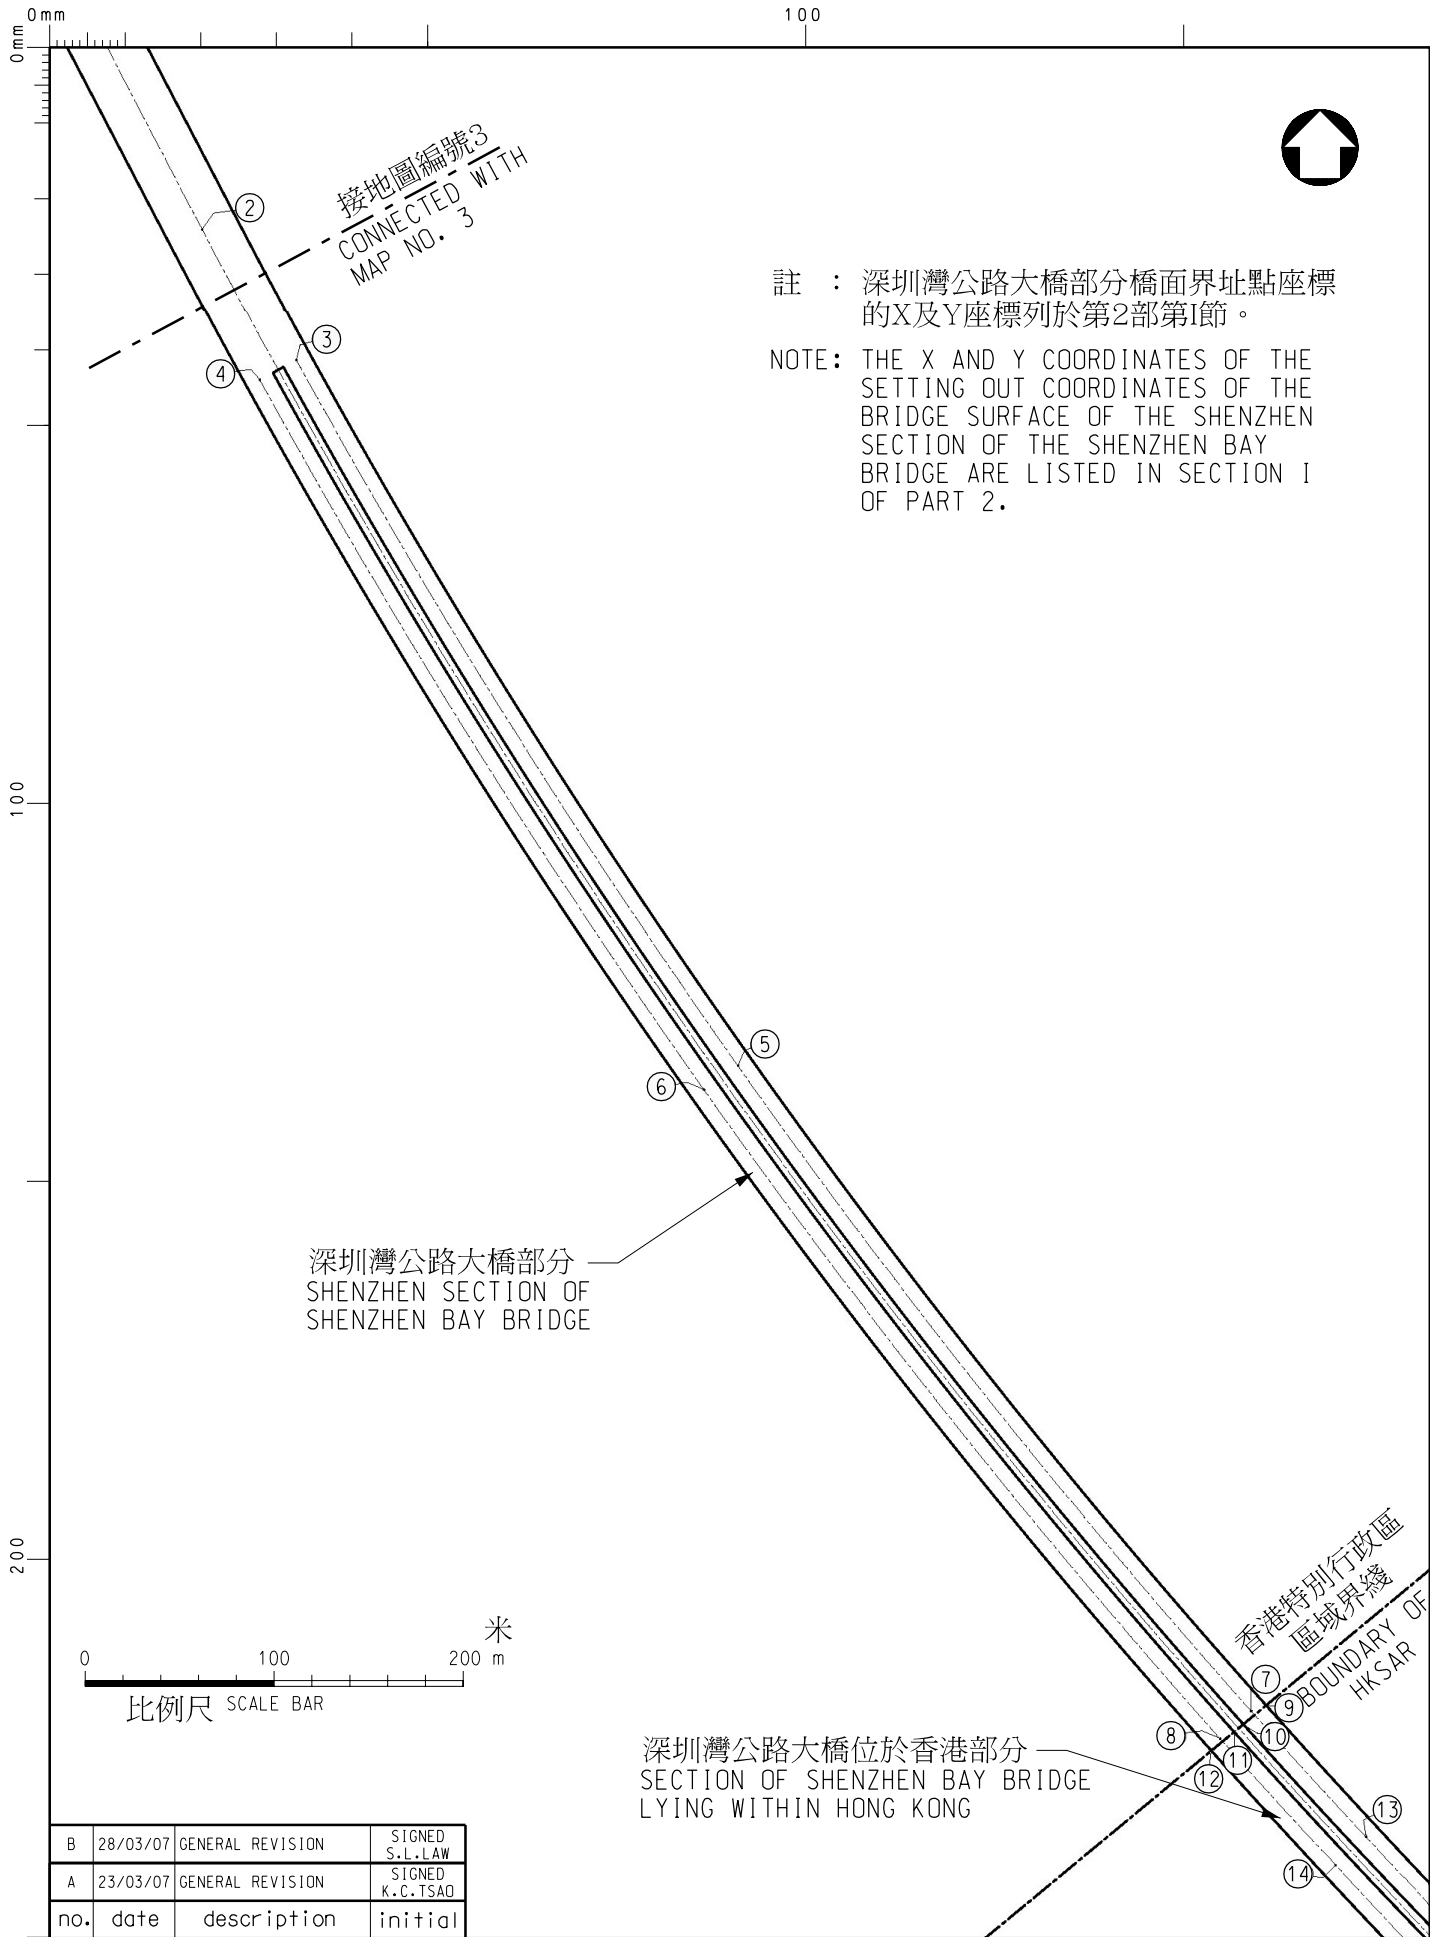 0mm
100
0mm
接地圖編號3
CONNECTED WITH
MAP NO. 3
2
3
4
註 : 深圳灣公路大橋部分橋面界址點座標
的X及Y座標列於第2部第I節。
NOTE: THE X AND Y COORDINATES OF THE
SETTING OUT COORDINATES OF THE
BRIDGE SURFACE OF THE SHENZHEN
SECTION OF THE SHENZHEN BAY
BRIDGE ARE LISTED IN SECTION I
OF PART 2.
100
5
6
深圳灣公路大橋部分
SHENZHEN SECTION OF
SHENZHEN BAY BRIDGE
200
香港特別行政區
區域界綫
BOUNDARY OF
HKSAR
米
0 100 200 m
比例尺 SCALE BAR
7
9
8
10
11
12
深圳灣公路大橋位於香港部分
SECTION OF SHENZHEN BAY BRIDGE
LYING WITHIN HONG KONG
13
14
B 28/03/07 GENERAL REVISION SIGNED
S.L.LAW
A 23/03/07 GENERAL REVISION SIGNED
K.C.TSAO
no. date description initial